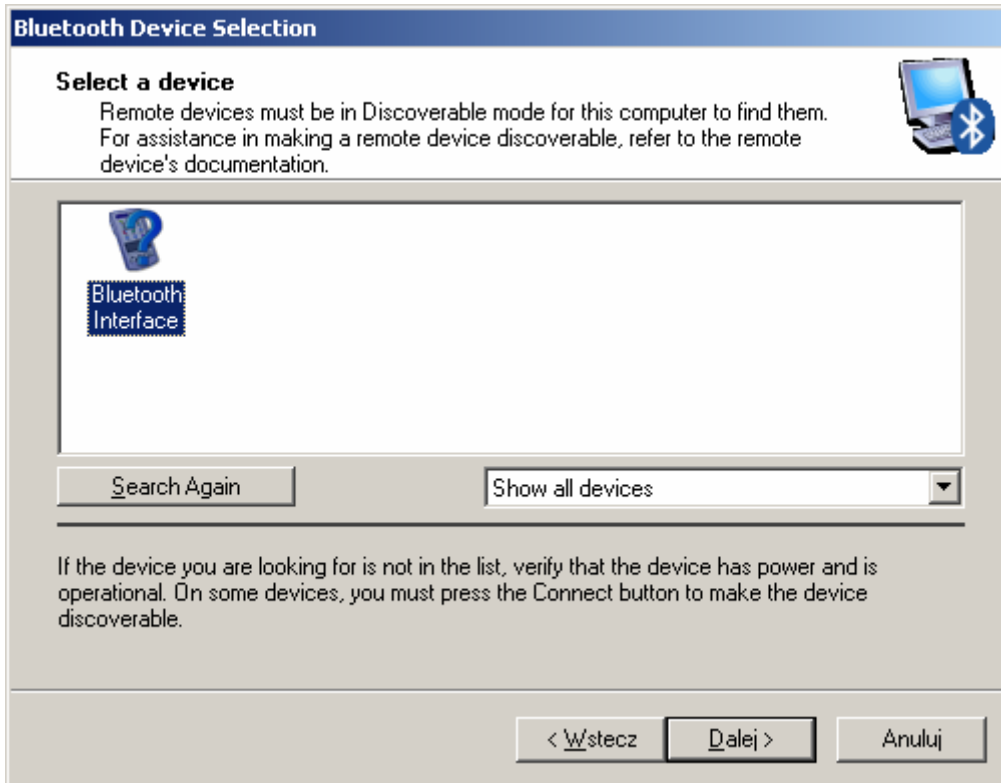 Bluetooth Device Selection
Select a device
Remote devices must be in Discoverable mode for this computer to find them.
For assistance in making a remote device discoverable, refer to the remote
device's documentation.
Bluetooth
Interface
Search Again
Show all devices
If the device you are looking for is not in the list, verify that the device has power and is
operational. On some devices, you must press the Connect button to make the device
discoverable.
< Wstecz
Dalej >
Anuluj